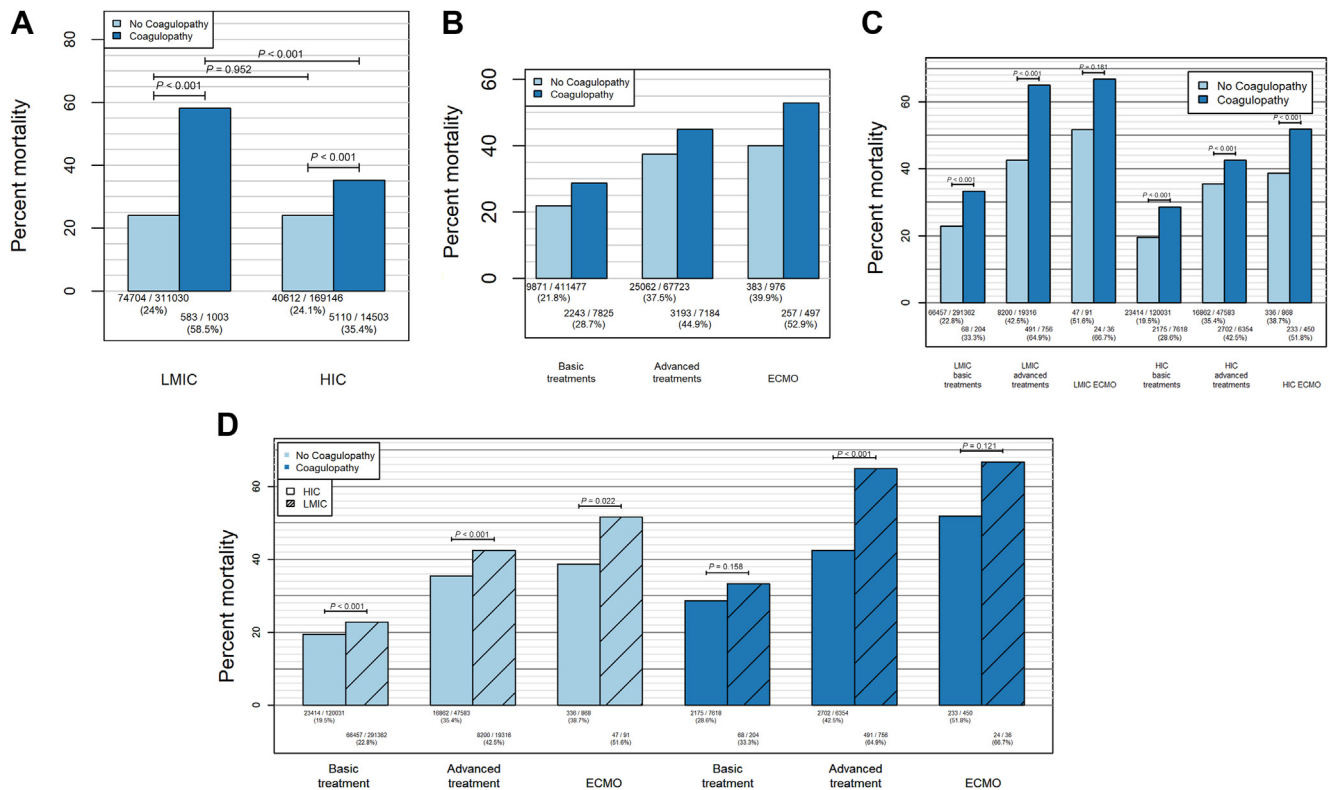 A
No Coagulopathy
Coagulopathy
P < 0.001
P = 0.952
P < 0.001
P < 0.001
Percent mortality
0
20
40
60
80
74704 / 311030
(24%)
583 / 1003
(58.5%)
40612 / 169146
(24.1%)
5110 / 14503
(35.4%)
LMIC
HIC
B
No Coagulopathy
Coagulopathy
Percent mortality
0
20
40
60
9871 / 411477
(21.8%)
2243 / 7825
(28.7%)
25062 / 67723
(37.5%)
3193 / 7184
(44.9%)
383 / 976
(39.9%)
257 / 497
(52.9%)
Basic
treatments
Advanced
treatments
ECMO
C
No Coagulopathy
Coagulopathy
P < 0.001
P < 0.001
P = 0.181
P < 0.001
P < 0.001
P < 0.001
Percent mortality
0
20
40
60
66457 / 291362
(22.8%)
68 / 204
(33.3%)
8200 / 19316
(42.5%)
491 / 756
(64.9%)
47 / 91
(51.6%)
24 / 36
(66.7%)
23414 / 120031
(19.5%)
2175 / 7618
(28.6%)
16862 / 47583
(35.4%)
2702 / 6354
(42.5%)
336 / 868
(38.7%)
233 / 450
(51.8%)
LMIC
basic
treatments
LMIC
advanced
treatments
LMIC ECMO
HIC
basic
treatments
HIC
advanced
treatments
HIC ECMO
D
No Coagulopathy
Coagulopathy
HIC
LMIC
P < 0.001
P < 0.001
P = 0.022
P = 0.158
P < 0.001
P = 0.121
Percent mortality
0
20
40
60
23414 / 120031
(19.5%)
66457 / 291362
(22.8%)
16862 / 47583
(35.4%)
8200 / 19316
(42.5%)
336 / 868
(38.7%)
47 / 91
(51.6%)
2175 / 7618
(28.6%)
68 / 204
(33.3%)
2702 / 6354
(42.5%)
491 / 756
(64.9%)
233 / 450
(51.8%)
24 / 36
(66.7%)
Basic
treatment
Advanced
treatment
ECMO
Basic
treatment
Advanced
treatment
ECMO